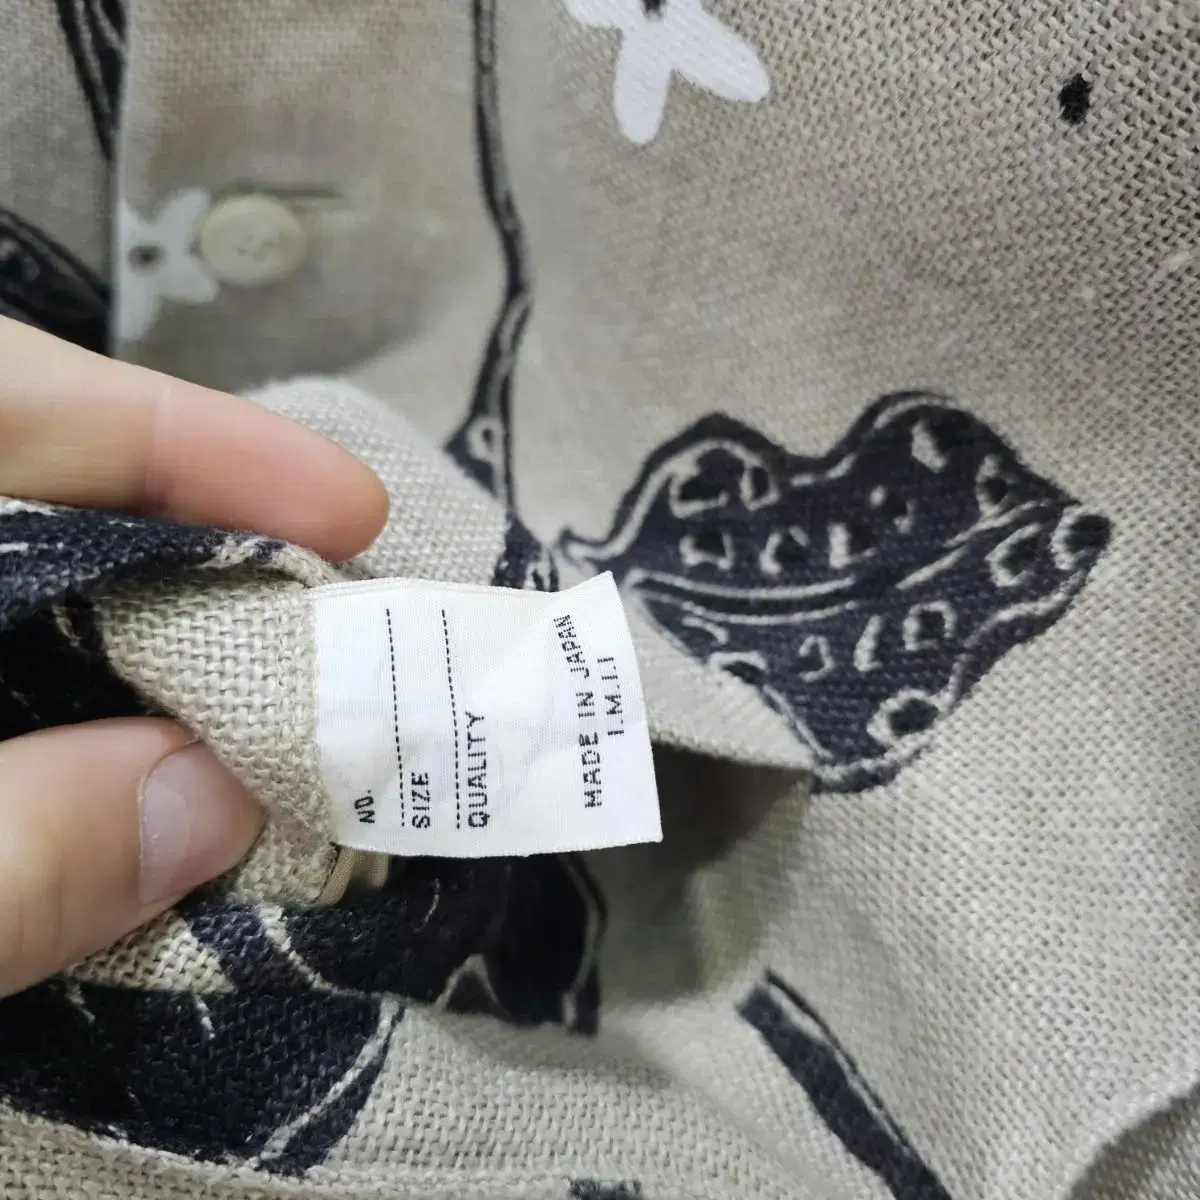 NO.
SIZE
QUALITY
MADE IN JAPAN
I.M.I.I